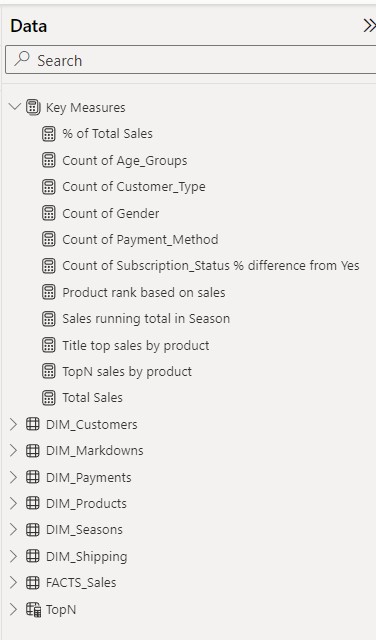 Data
Search
Key Measures
% of Total Sales
Count of Age_Groups
Count of Customer_Type
Count of Gender
Count of Payment_Method
Count of Subscription_Status % difference from Yes
Product rank based on sales
Sales running total in Season
Title top sales by product
TopN sales by product
Total Sales
DIM_Customers
DIM_Markdowns
DIM_Payments
DIM_Products
DIM_Seasons
DIM_Shipping
FACTS_Sales
TopN